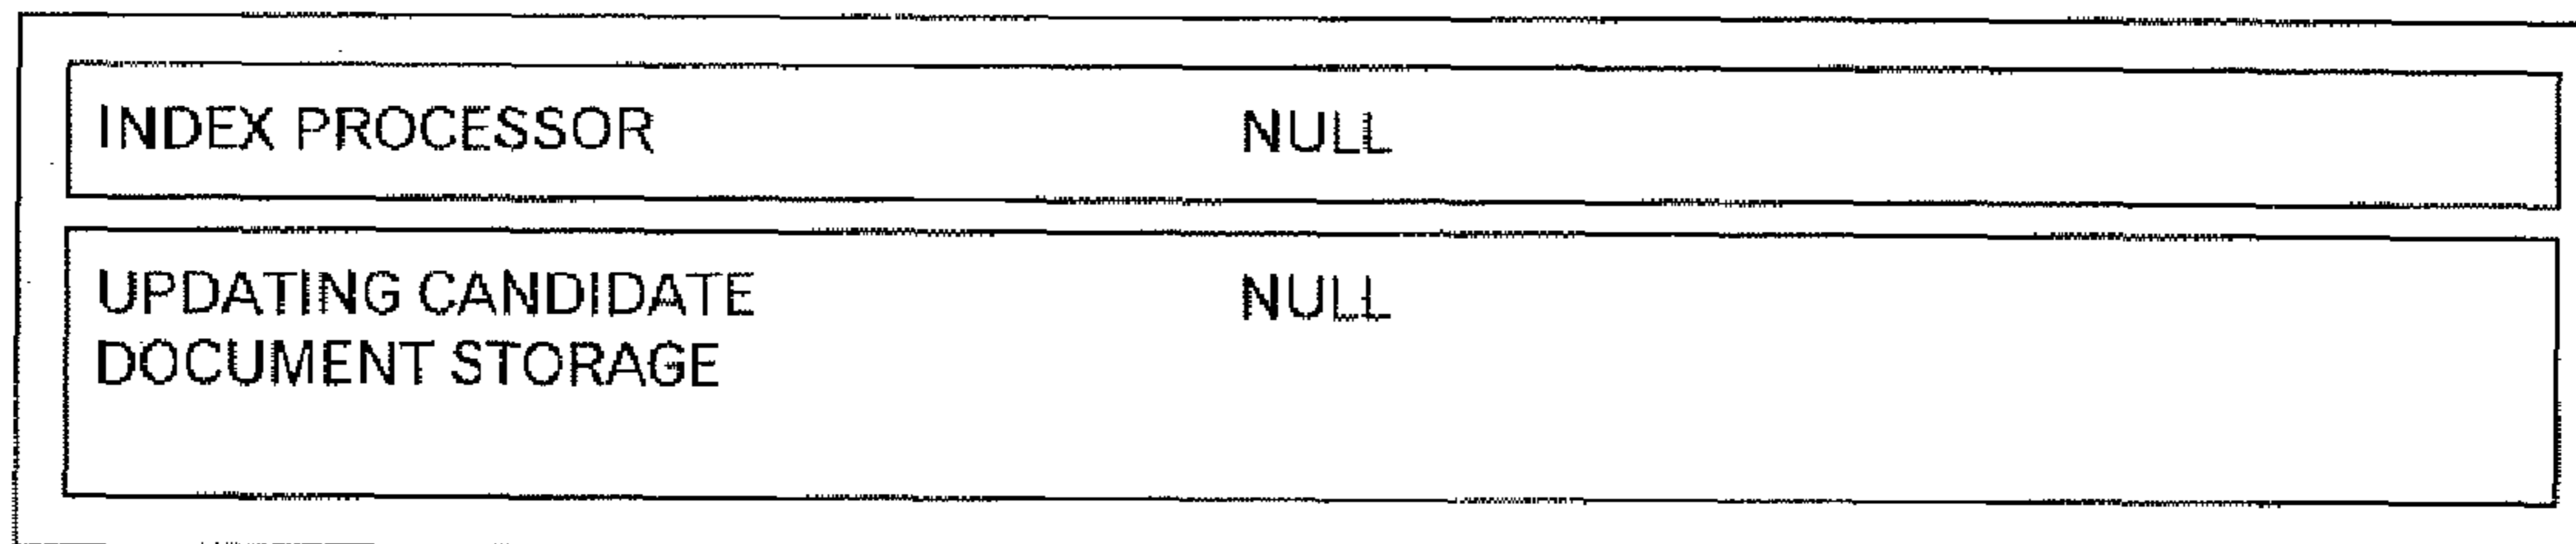 INDEX PROCESSOR NULL
UPDATING CANDIDATE NULL
DOCUMENT STORAGE